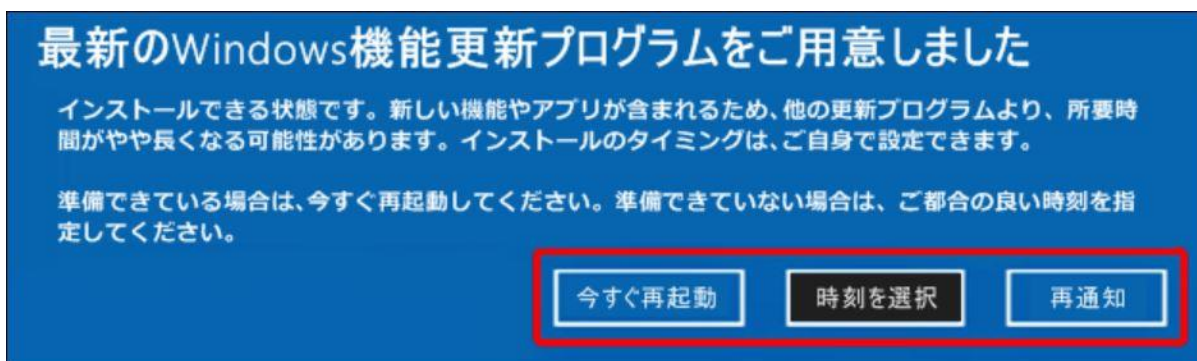 最新のWindows機能更新プログラムをご用意しました
インストールできる状態です。新しい機能やアプリが含まれるため、他の更新プログラムより、所要時
間がやや長くなる可能性があります。インストールのタイミングは、ご自身で設定できます。
準備できている場合は、今すぐ再起動してください。準備できていない場合は、ご都合の良い時刻を指
定してください。
今すぐ再起動 時刻を選択 再通知